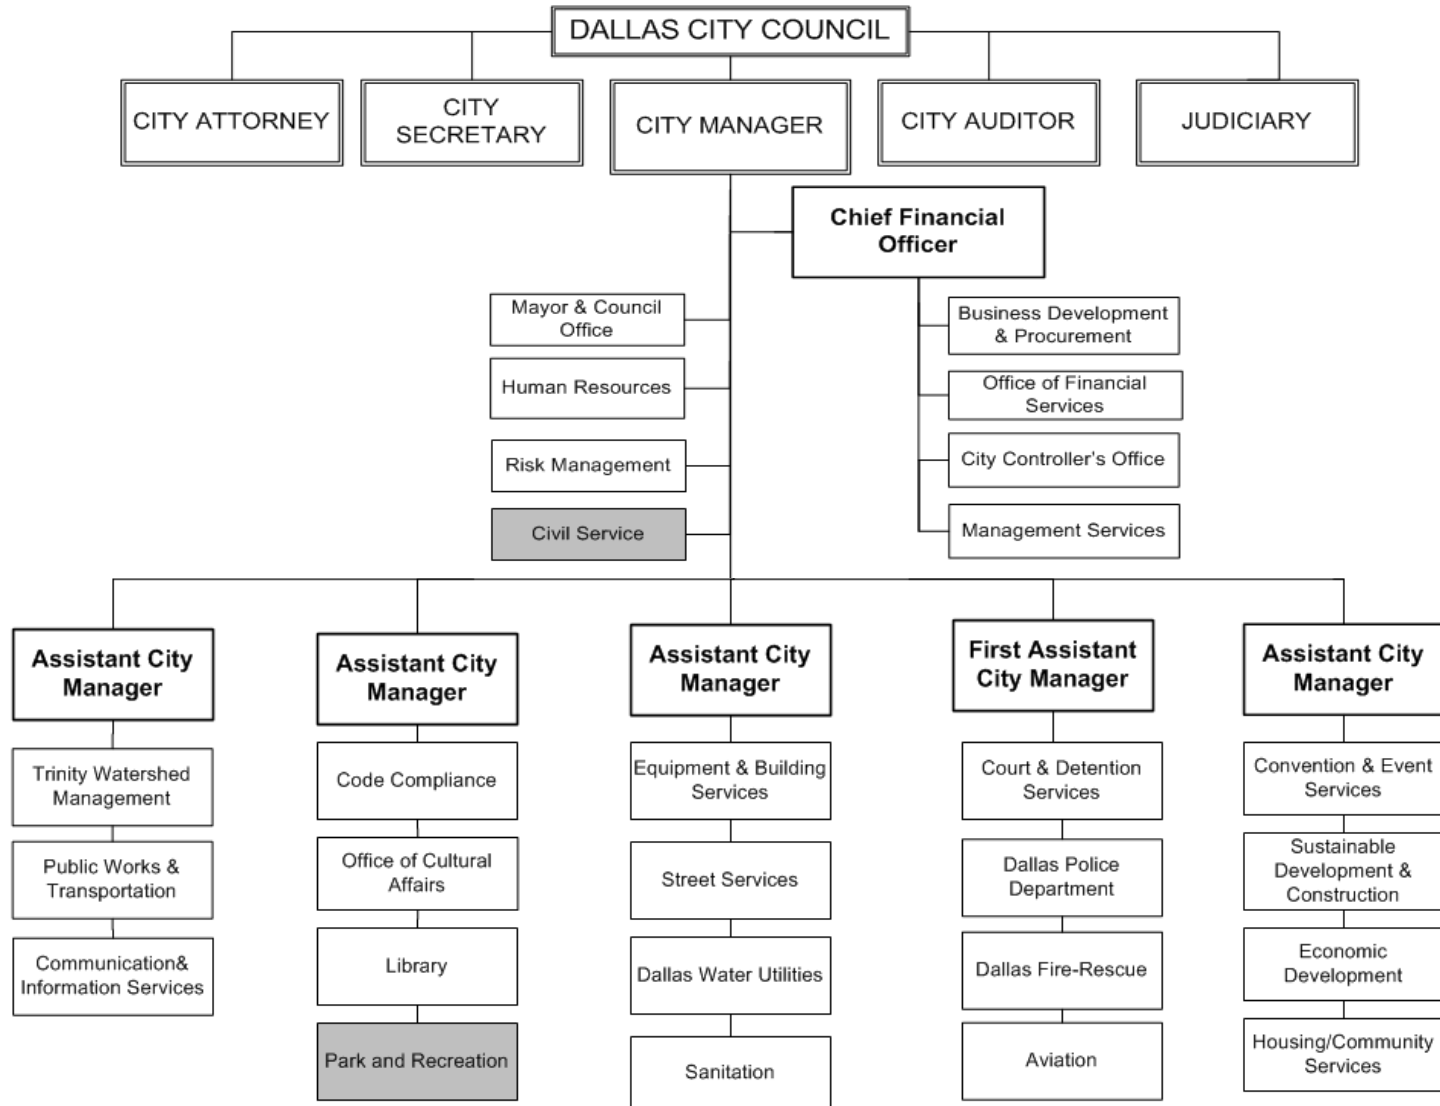 DALLAS CITY COUNCIL
CITY ATTORNEY
CITY
SECRETARY
CITY MANAGER
CITY AUDITOR
JUDICIARY
Chief Financial
Officer
Mayor & Council
Office
Human Resources
Risk Management
Civil Service
Business Development
& Procurement
Office of Financial
Services
City Controller's Office
Management Services
Assistant City
Manager
Trinity Watershed
Management
Public Works &
Transportation
Communication&
Information Services
Assistant City
Manager
Code Compliance
Office of Cultural
Affairs
Library
Park and Recreation
Assistant City
Manager
Equipment & Building
Services
Street Services
Dallas Water Utilities
Sanitation
First Assistant
City Manager
Court & Detention
Services
Dallas Police
Department
Dallas Fire-Rescue
Aviation
Assistant City
Manager
Convention & Event
Services
Sustainable
Development &
Construction
Economic
Development
Housing/Community
Services